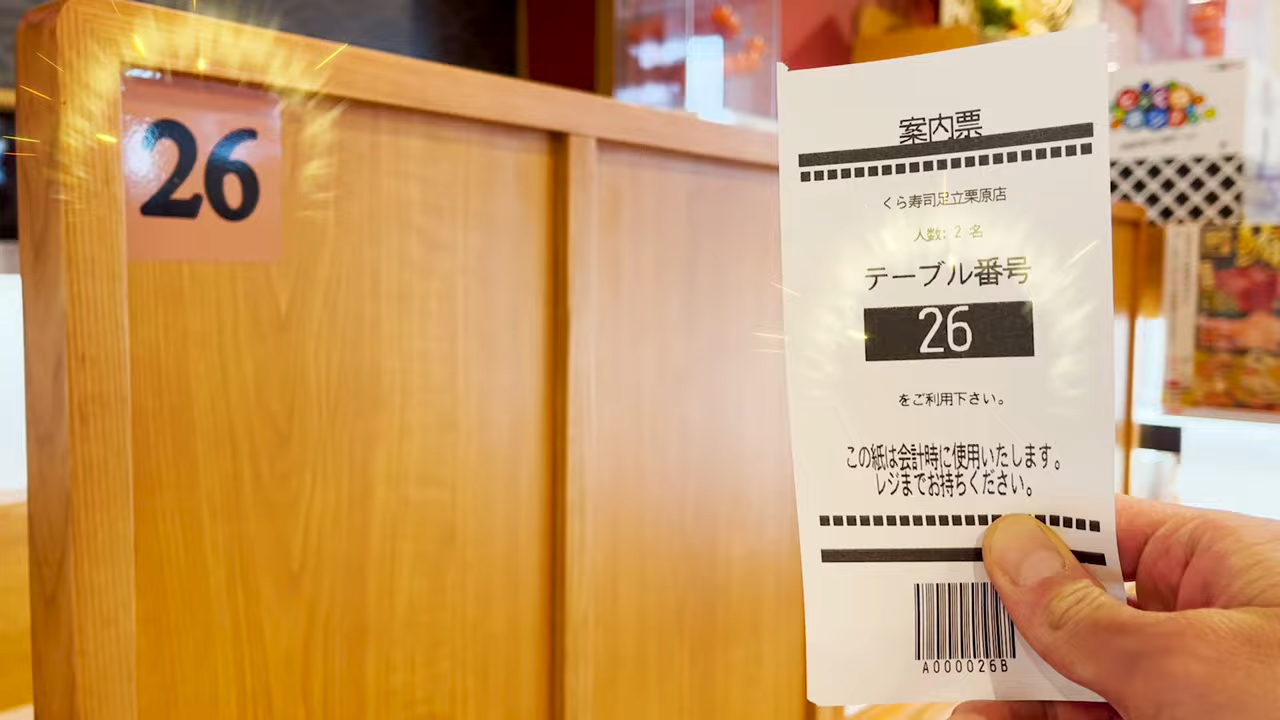 26
案内票
くら寿司足立栗原店
人数: 2 名
テーブル番号
26
をご利用下さい。
この紙は会計時に使用いたします。
レジまでお持ちください。
A000026B